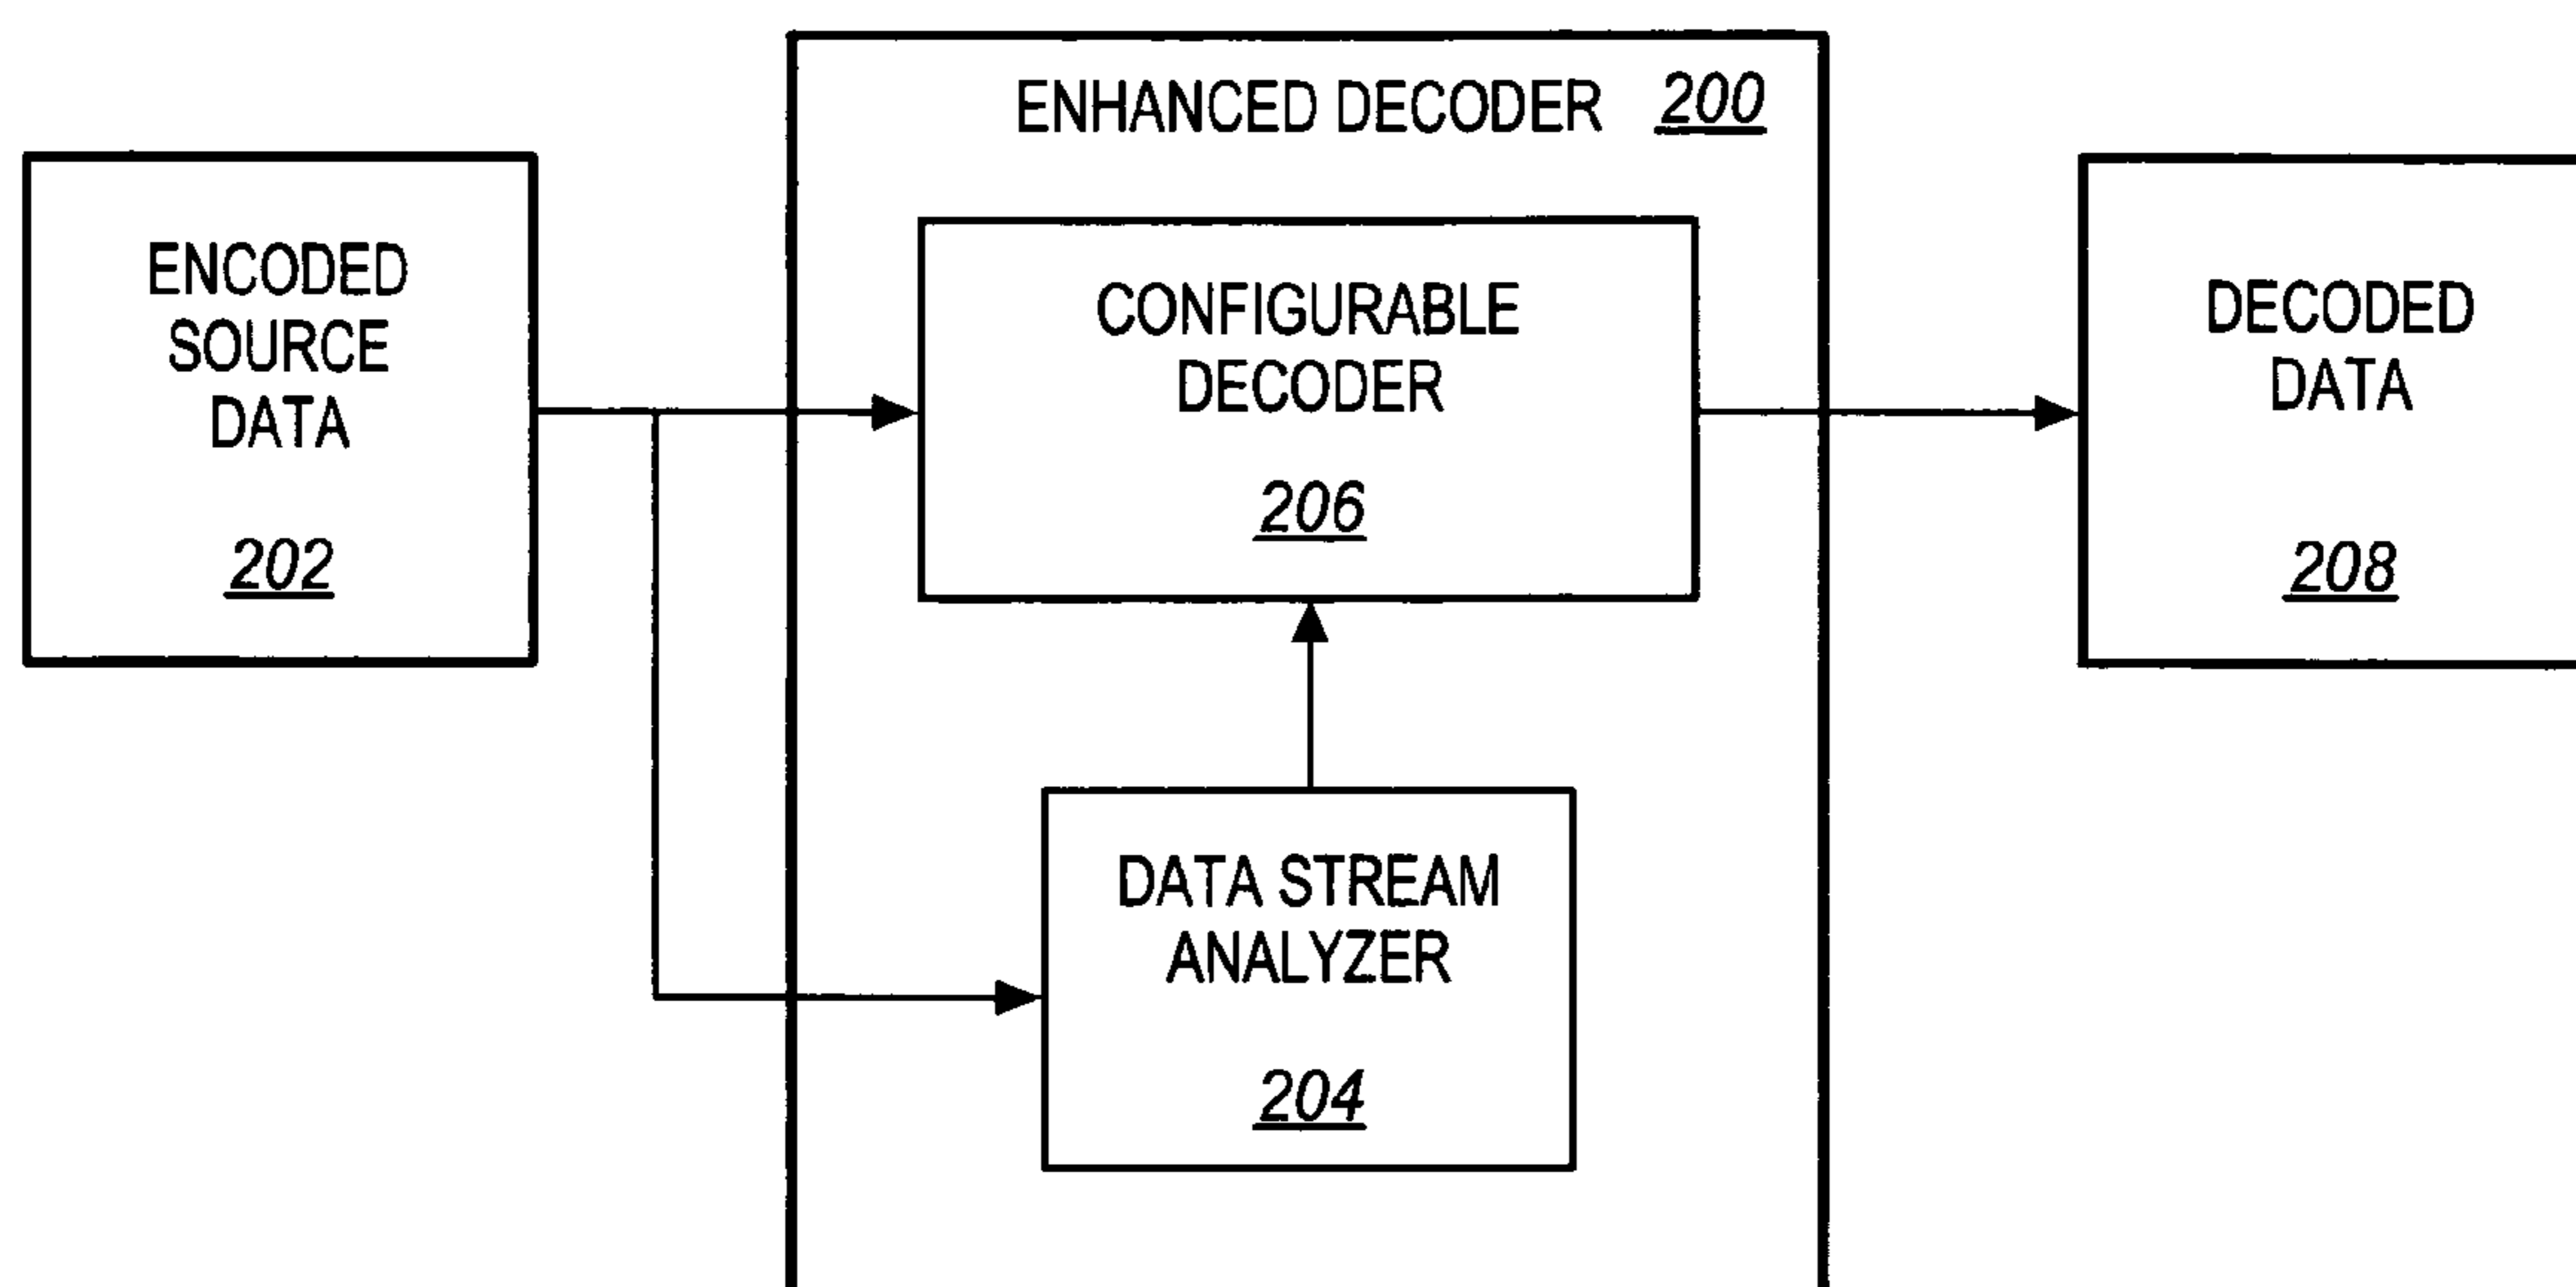 ENHANCED DECODER 200
ENCODED
SOURCE
DATA
202
CONFIGURABLE
DECODER
206
DATA STREAM
ANALYZER
204
DECODED
DATA
208